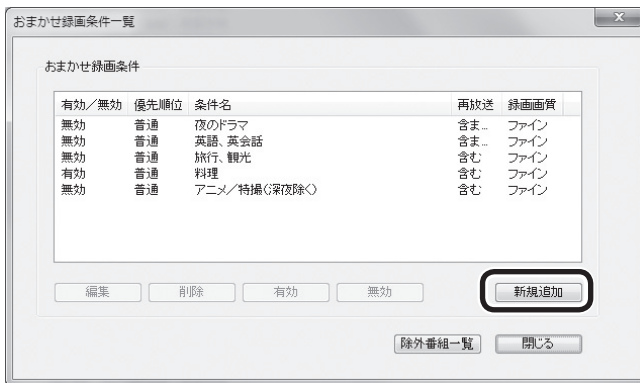 おまかせ録画条件一覧
おまかせ録画条件
有効／無効 優先順位 条件名 再放送 録画画質
無効 普通 夜のドラマ 含ま... ファイン
無効 普通 英語、英会話 含ま... ファイン
無効 普通 旅行、観光 含む ファイン
有効 普通 料理 含む ファイン
無効 普通 アニメ／特撮(深夜除く) 含む ファイン
編集 削除 有効 無効 新規追加
除外番組一覧 閉じる